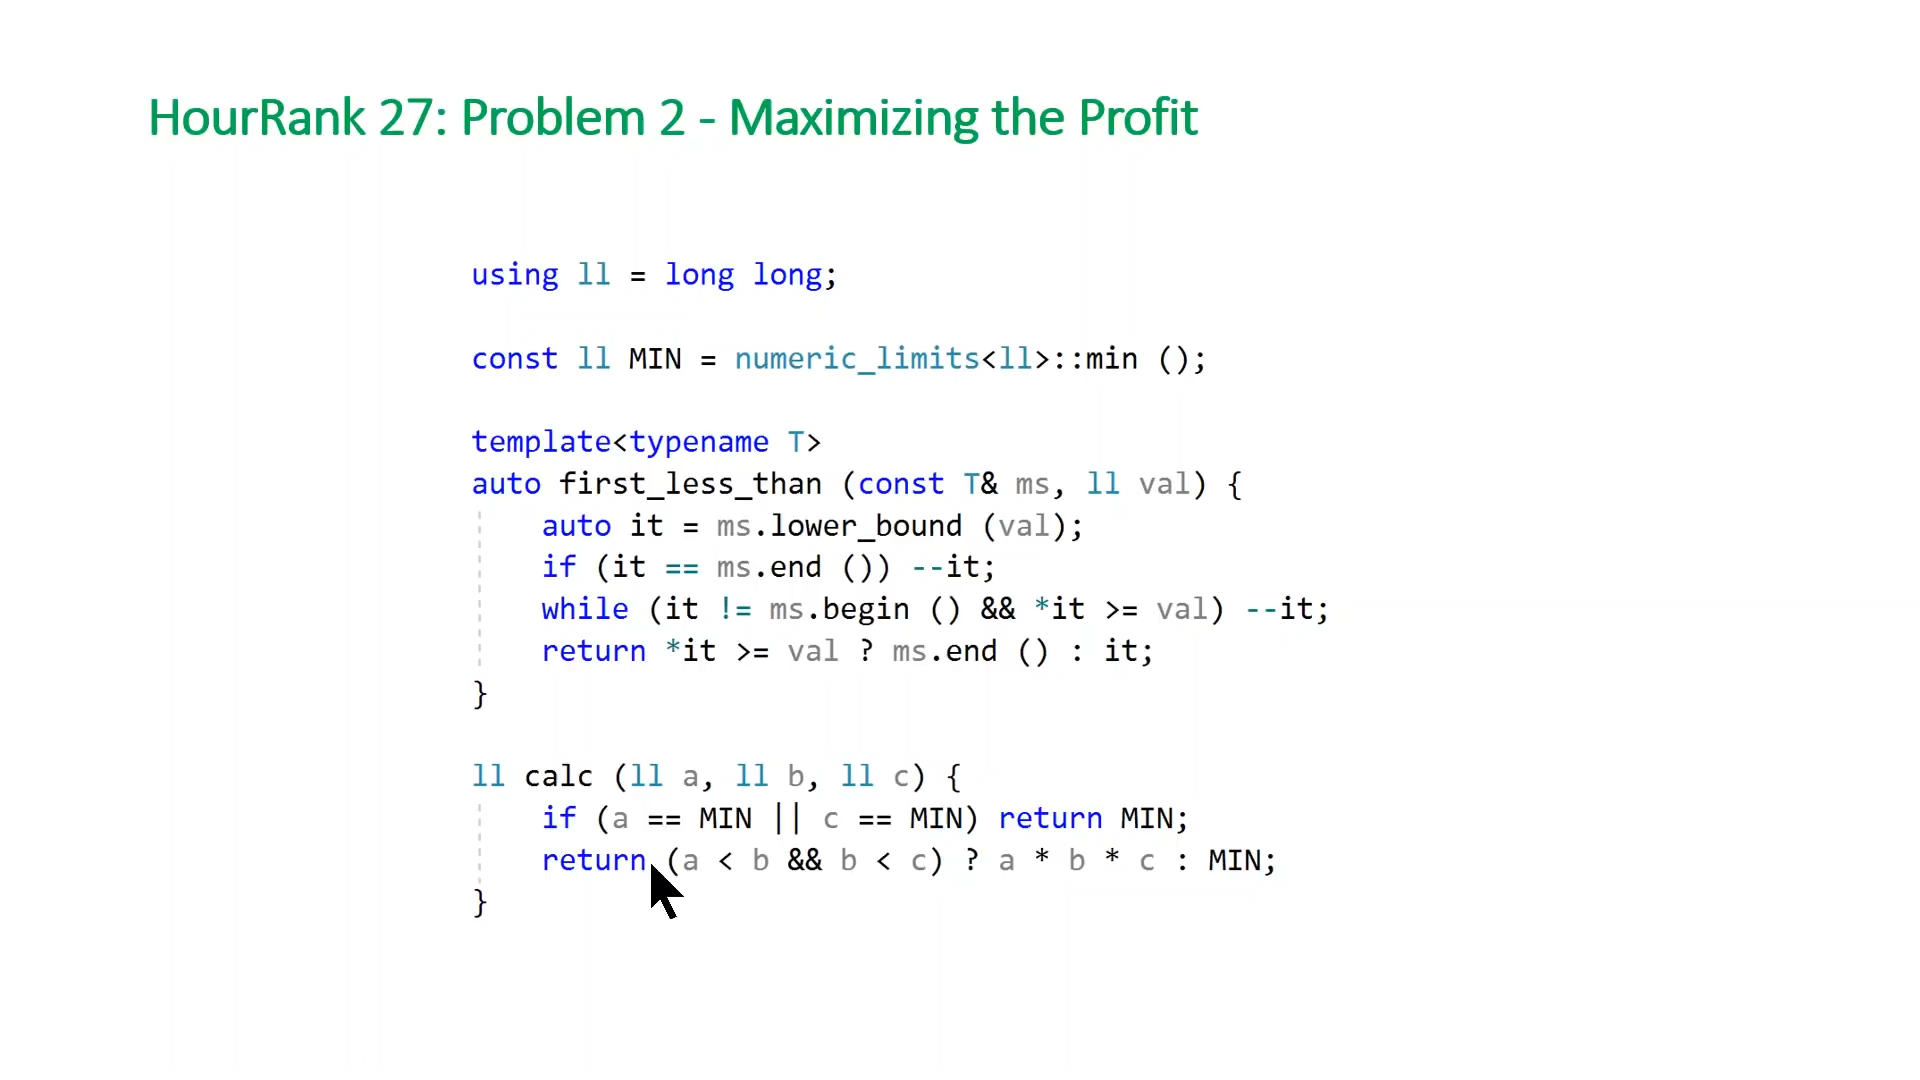 HourRank 27: Problem 2 - Maximizing the Profit
using ll = long long;
const ll MIN = numeric_limits<ll>::min ();
template<typename T>
auto first_less_than (const T& ms, ll val) {
    auto it = ms.lower_bound (val);
    if (it == ms.end ()) --it;
    while (it != ms.begin () && *it >= val) --it;
    return *it >= val ? ms.end () : it;
}
ll calc (ll a, ll b, ll c) {
    if (a == MIN || c == MIN) return MIN;
    return (a < b && b < c) ? a * b * c : MIN;
}